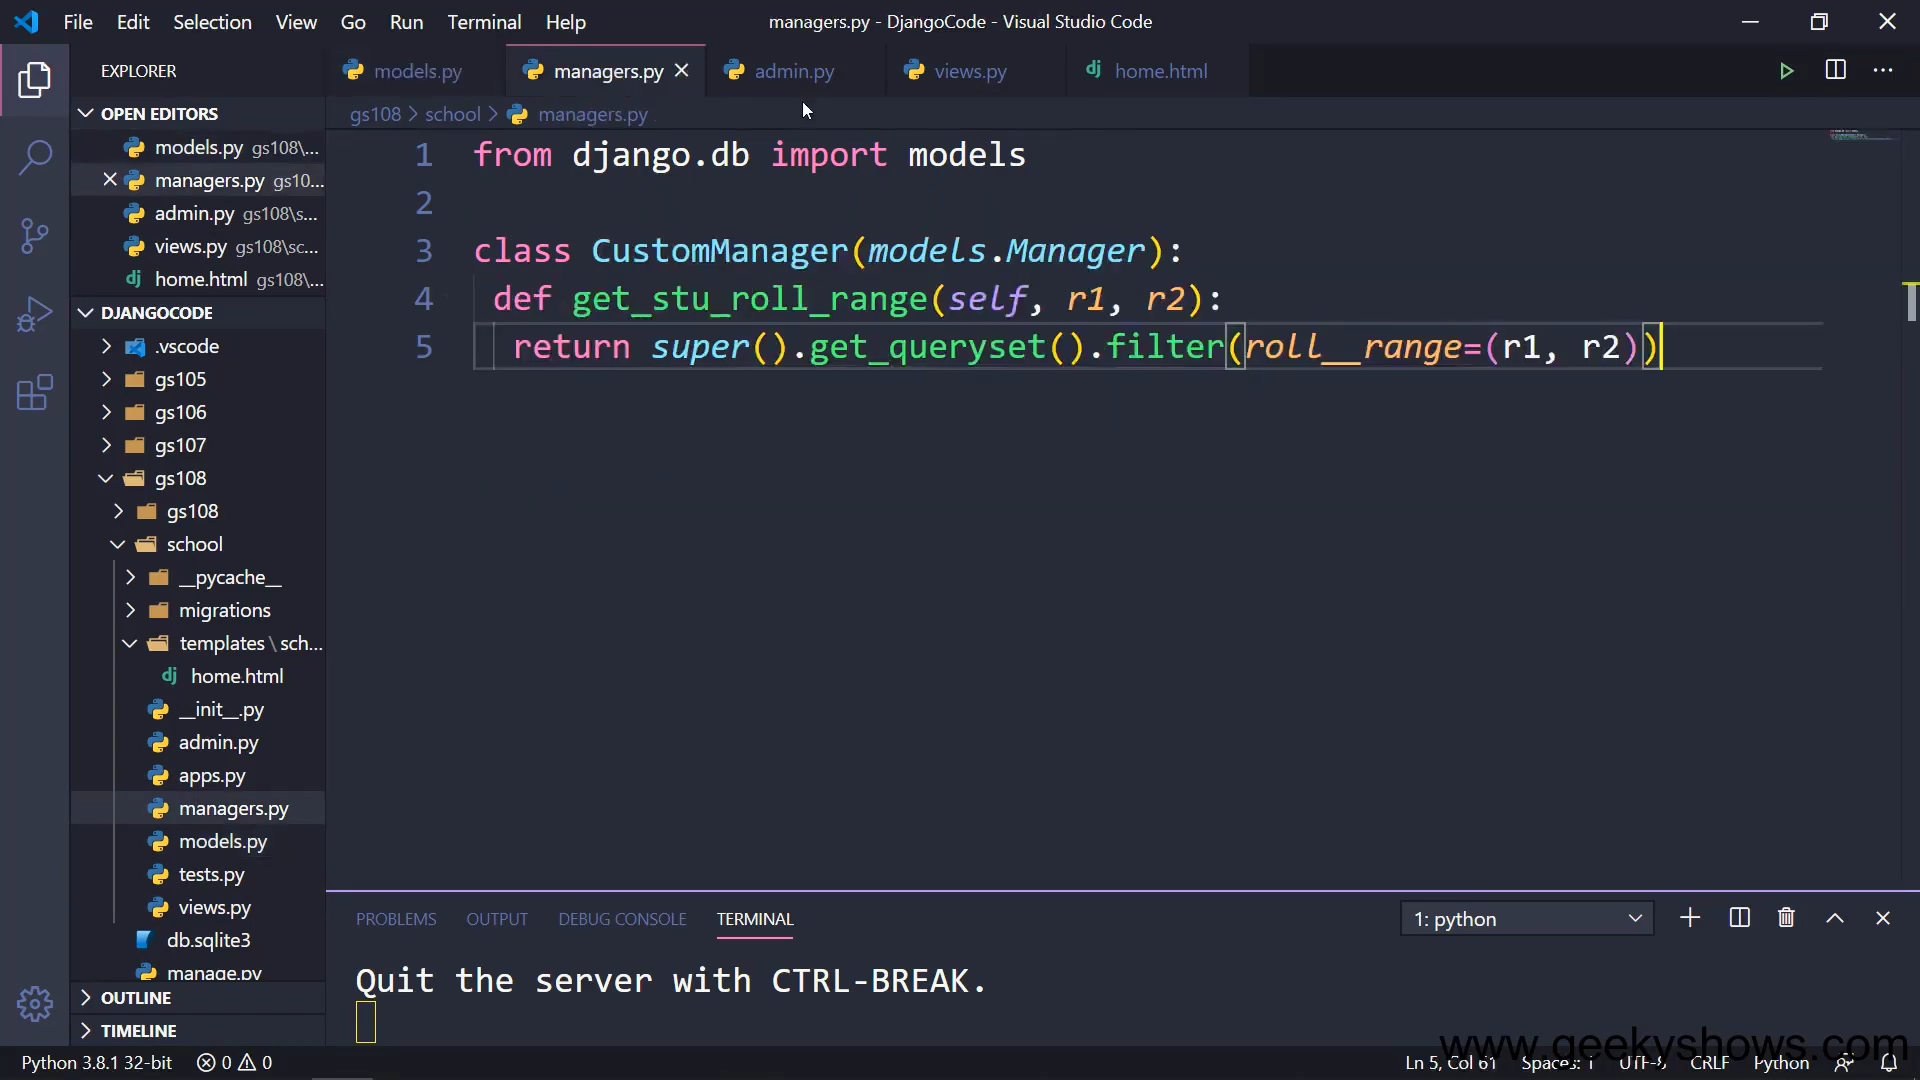 File Edit Selection View Go Run Terminal Help
managers.py - DjangoCode - Visual Studio Code
EXPLORER
OPEN EDITORS
models.py gs108\...
managers.py gs10...
admin.py gs108\s...
views.py gs108\sc...
home.html gs108\...
DJANGOCODE
.vscode
gs105
gs106
gs107
gs108
gs108
school
__pycache__
migrations
templates \ sch...
home.html
__init__.py
admin.py
apps.py
managers.py
models.py
tests.py
views.py
db.sqlite3
manage.py
OUTLINE
TIMELINE
models.py managers.py admin.py views.py home.html
gs108 > school > managers.py
1 from django.db import models
2
3 class CustomManager(models.Manager):
4 def get_stu_roll_range(self, r1, r2):
5 return super().get_queryset().filter(roll__range=(r1, r2))
PROBLEMS OUTPUT DEBUG CONSOLE TERMINAL 1: python
Quit the server with CTRL-BREAK.
www.geekyshows.com
Python 3.8.1 32-bit 0 0 Ln 5, Col 61 Spaces: 1 UTF-8 CRLF Python